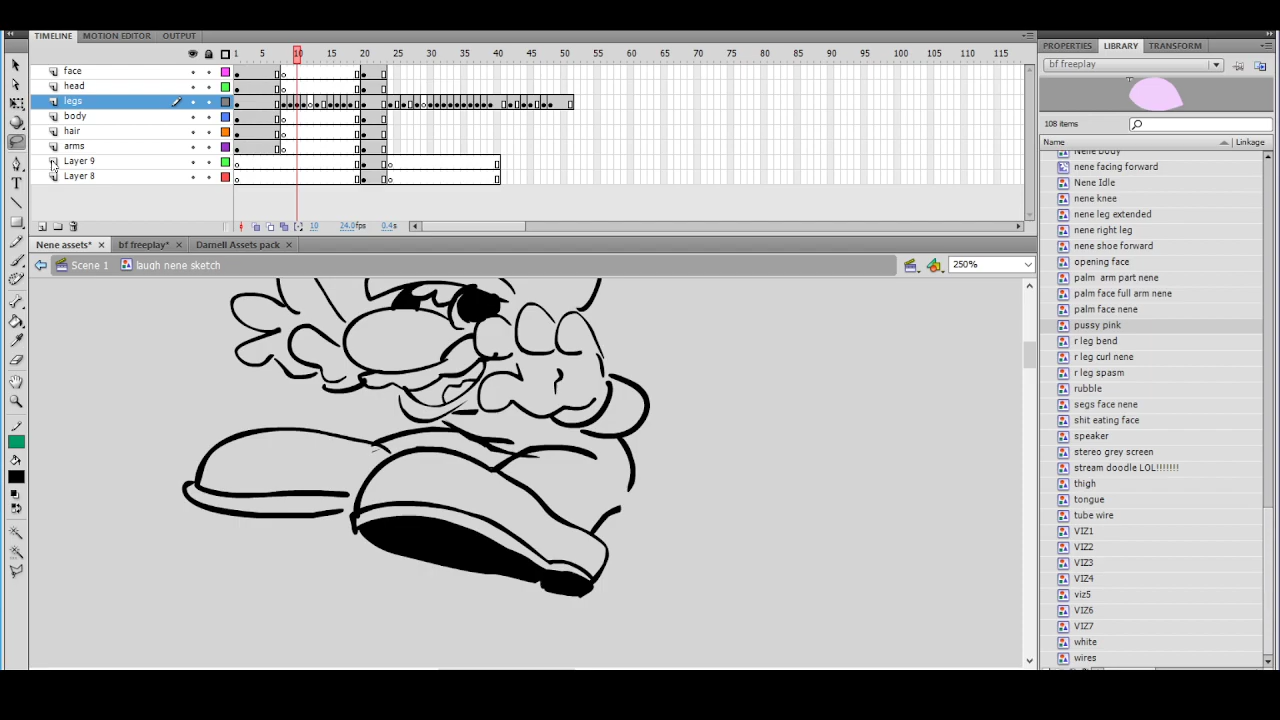 TIMELINE MOTION EDITOR OUTPUT
1 5 10 15 20 25 30 35 40 45 50 55 60 65 70 75 80 85 90 95 100 105 110 115
face
head
legs
body
hair
arms
Layer 9
Layer 8
10 24.0fps 0.4s
Nene assets* bf freeplay* Darnell Assets pack
Scene 1 laugh nene sketch 250%
PROPERTIES LIBRARY TRANSFORM
bf freeplay
108 items
Name Linkage
Nene Body
nene facing forward
Nene Idle
nene knee
nene leg extended
nene right leg
nene shoe forward
opening face
palm arm part nene
palm face full arm nene
palm face nene
pussy pink
r leg bend
r leg curl nene
r leg spasm
rubble
segs face nene
shit eating face
speaker
stereo grey screen
stream doodle LOL!!!!!!!
thigh
tongue
tube wire
VIZ1
VIZ2
VIZ3
VIZ4
viz5
VIZ6
VIZ7
white
wires